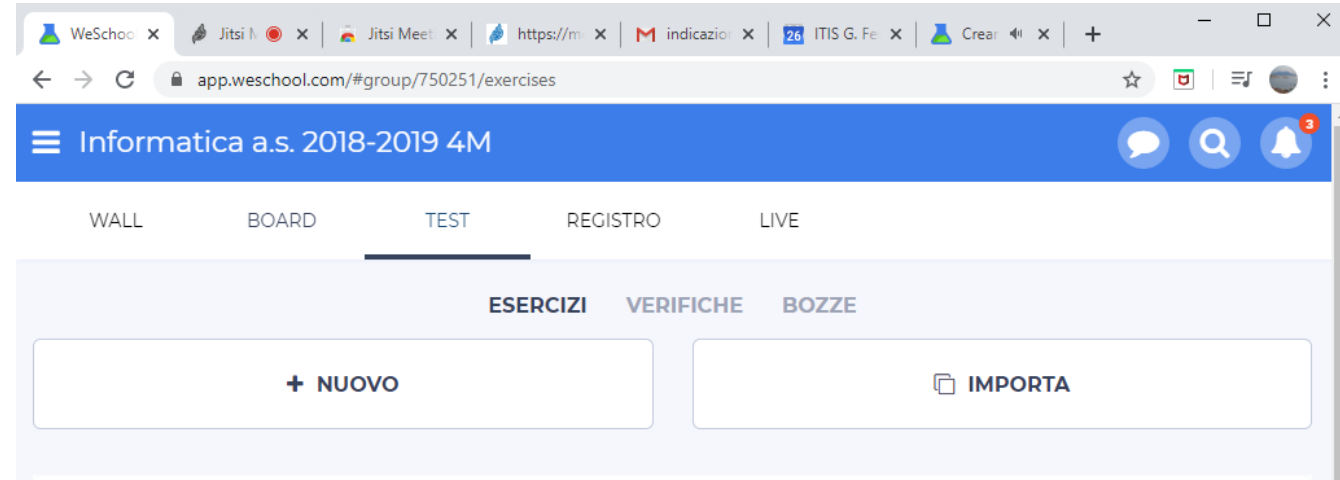 WeSchoo Jitsi M Jitsi Meet https://m indicazion 26 ITIS G. Fe Crear
app.weschool.com/#group/750251/exercises
Informatica a.s. 2018-2019 4M 3
WALL BOARD TEST REGISTRO LIVE
ESERCIZI VERIFICHE BOZZE
+ NUOVO IMPORTA